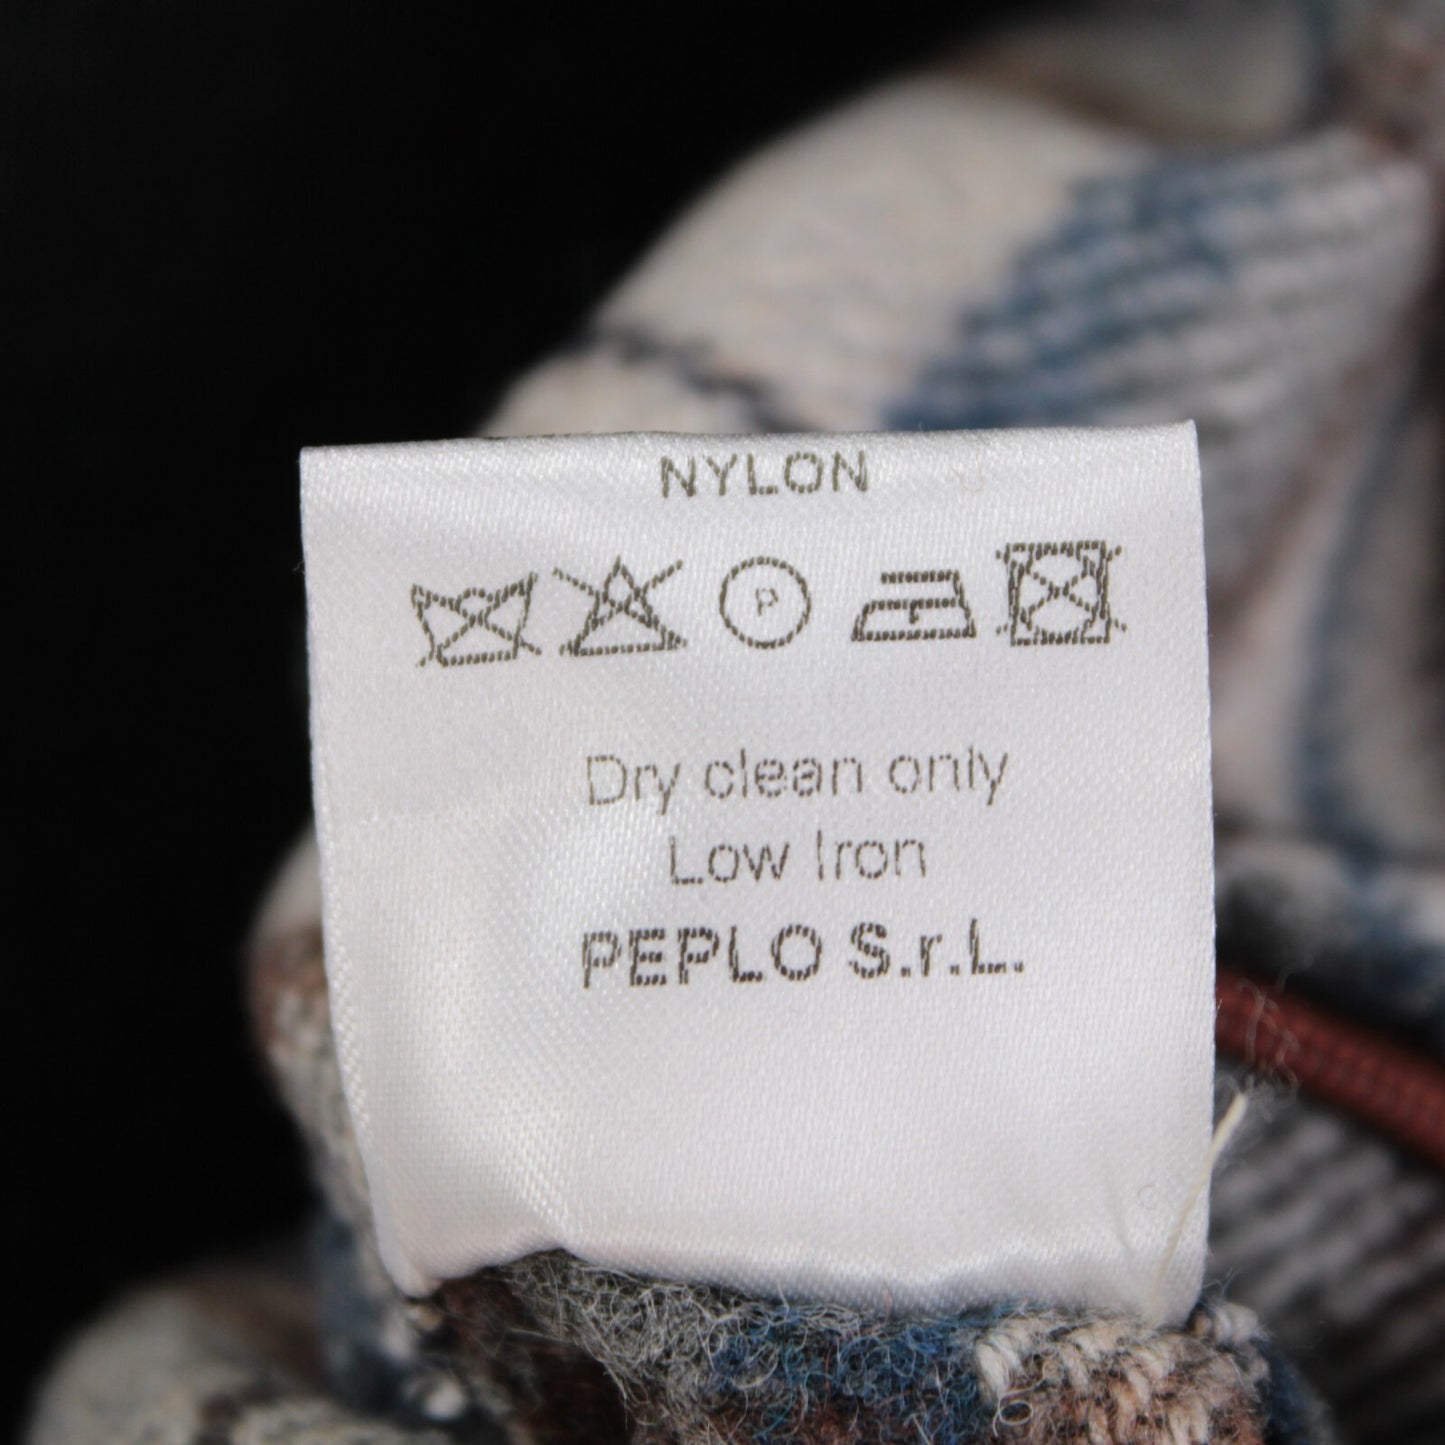 NYLON
P
Dry clean only
Low Iron
PEPLO S.r.L.